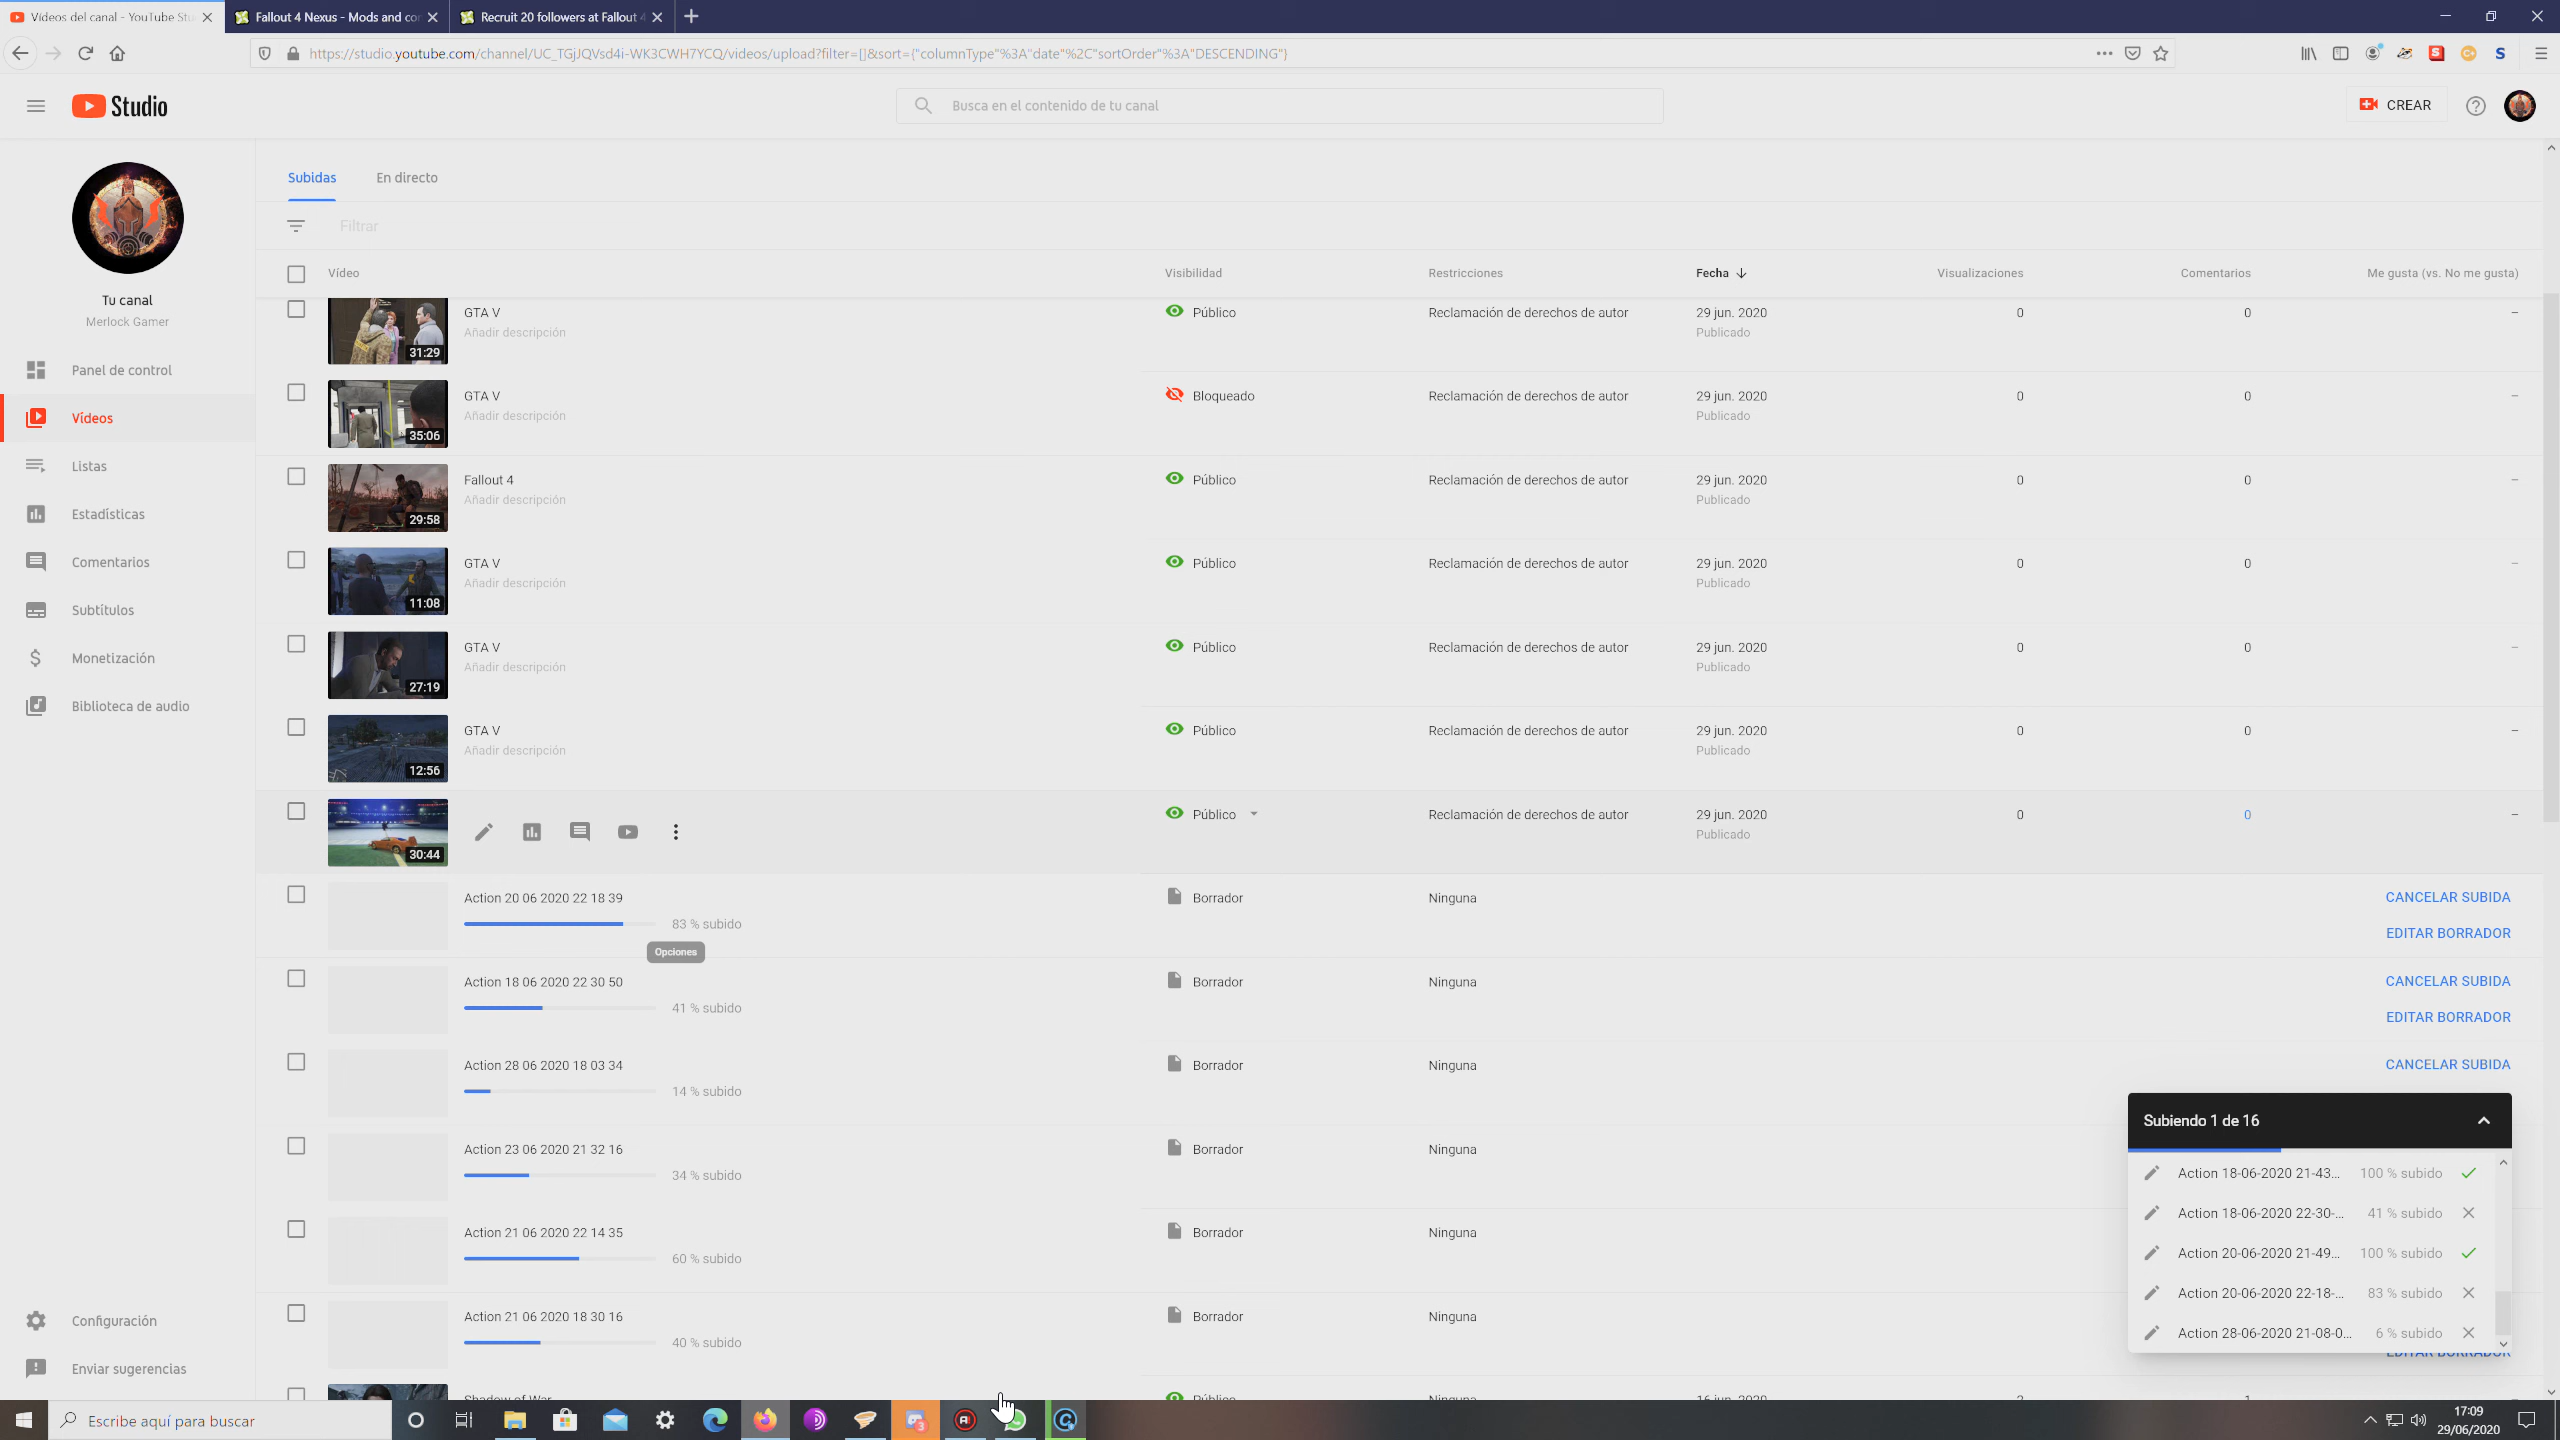 Vídeos del canal - YouTube Stu
Fallout 4 Nexus - Mods and co
Recruit 20 followers at Fallout 4
https://studio.youtube.com/channel/UC_TGjJQVsd4i-WK3CWH7YCQ/videos/upload?filter=[]&sort={"columnType"%3A"date"%2C"sortOrder"%3A"DESCENDING"}
Studio
Busca en el contenido de tu canal
CREAR
Tu canal
Merlock Gamer
Panel de control
Vídeos
Listas
Estadísticas
Comentarios
Subtítulos
Monetización
Biblioteca de audio
Configuración
Enviar sugerencias
Subidas
En directo
Filtrar
Vídeo Visibilidad Restricciones Fecha Visualizaciones Comentarios Me gusta (vs. No me gusta)
GTA V Público Reclamación de derechos de autor 29 jun. 2020 0 0 –
Añadir descripción Publicado
31:29
GTA V Bloqueado Reclamación de derechos de autor 29 jun. 2020 0 0 –
Añadir descripción Publicado
35:06
Fallout 4 Público Reclamación de derechos de autor 29 jun. 2020 0 0 –
Añadir descripción Publicado
29:58
GTA V Público Reclamación de derechos de autor 29 jun. 2020 0 0 –
Añadir descripción Publicado
11:08
GTA V Público Reclamación de derechos de autor 29 jun. 2020 0 0 –
Añadir descripción Publicado
27:19
GTA V Público Reclamación de derechos de autor 29 jun. 2020 0 0 –
Añadir descripción Publicado
12:56
Público Reclamación de derechos de autor 29 jun. 2020 0 0 –
Publicado
30:44
Action 20 06 2020 22 18 39 Borrador Ninguna CANCELAR SUBIDA
83 % subido EDITAR BORRADOR
Opciones
Action 18 06 2020 22 30 50 Borrador Ninguna CANCELAR SUBIDA
41 % subido EDITAR BORRADOR
Action 28 06 2020 18 03 34 Borrador Ninguna CANCELAR SUBIDA
14 % subido
Action 23 06 2020 21 32 16 Borrador Ninguna
34 % subido
Action 21 06 2020 22 14 35 Borrador Ninguna
60 % subido
Action 21 06 2020 18 30 16 Borrador Ninguna
40 % subido
EDITAR BORRADOR
Shadow of War Público Ninguna 16 jun. 2020
Subiendo 1 de 16
Action 18-06-2020 21-43... 100 % subido
Action 18-06-2020 22-30-... 41 % subido
Action 20-06-2020 21-49... 100 % subido
Action 20-06-2020 22-18-... 83 % subido
Action 28-06-2020 21-08-0... 6 % subido
Escribe aquí para buscar
17:09
29/06/2020